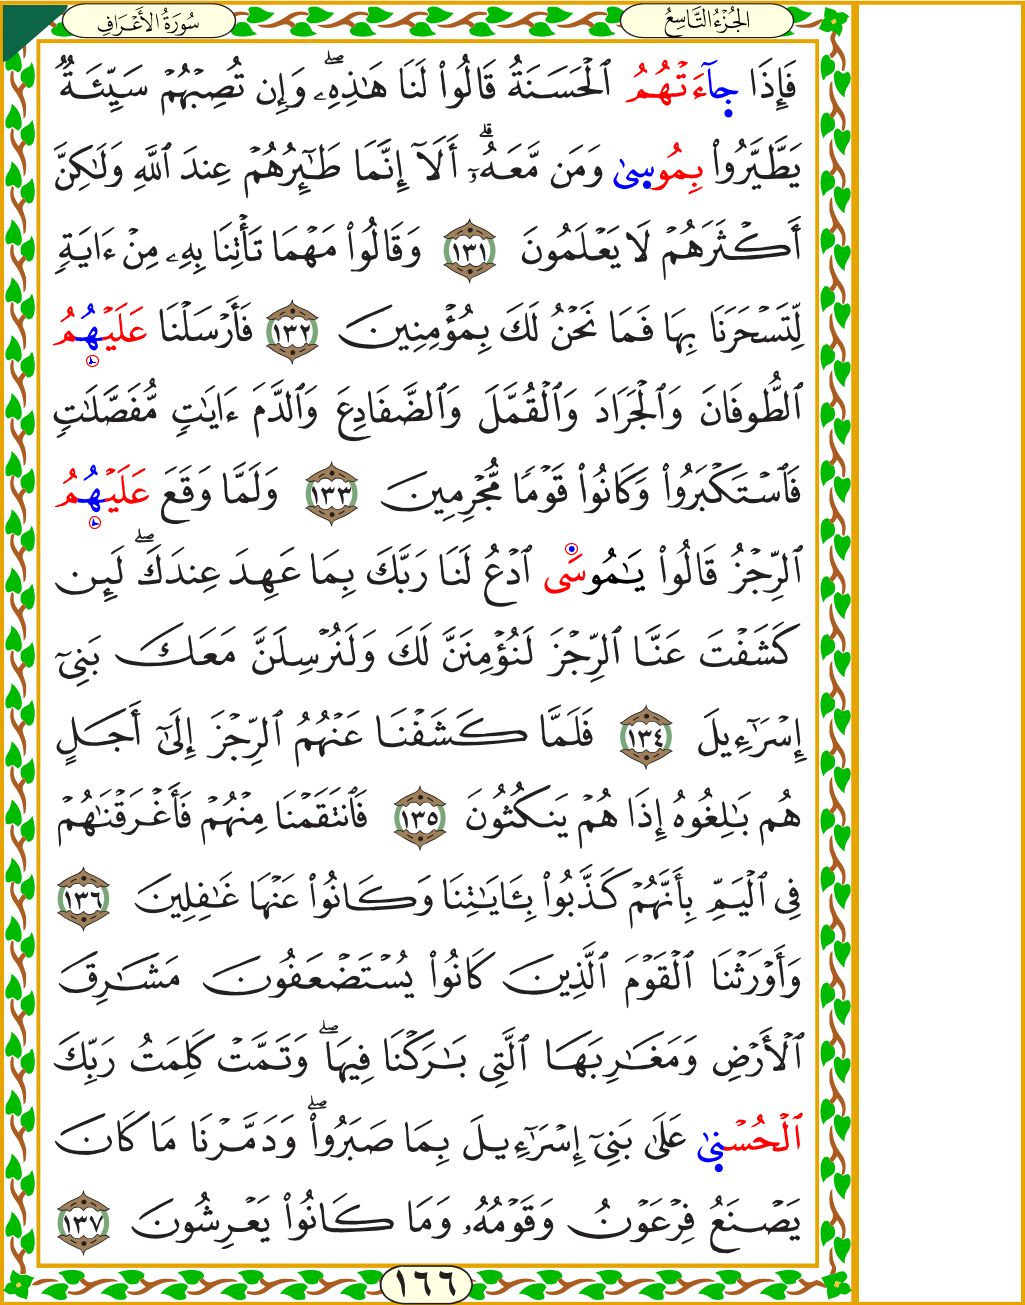 سُورَةُ الأَعْرَافِ
الجُزْءُ التَّاسِعُ
فَإِذَا جَآءَتْهُمُ ٱلْحَسَنَةُ قَالُوا۟ لَنَا هَـٰذِهِۦۖ وَإِن تُصِبْهُمْ سَيِّئَةٌ
يَطَّيَّرُوا۟ بِمُوسىٰ وَمَن مَّعَهُۥٓۗ أَلَآ إِنَّمَا طَـٰٓئِرُهُمْ عِندَ ٱللَّهِ وَلَـٰكِنَّ
أَكْثَرَهُمْ لَا يَعْلَمُونَ ١٣١ وَقَالُوا۟ مَهْمَا تَأْتِنَا بِهِۦ مِنْ ءَايَةٍ
لِّتَسْحَرَنَا بِهَا فَمَا نَحْنُ لَكَ بِمُؤْمِنِينَ ١٣٢ فَأَرْسَلْنَا عَلَيْهُمُ
ٱلطُّوفَانَ وَٱلْجَرَادَ وَٱلْقُمَّلَ وَٱلضَّفَادِعَ وَٱلدَّمَ ءَايَـٰتٍ مُّفَصَّلَـٰتٍ
فَٱسْتَكْبَرُوا۟ وَكَانُوا۟ قَوْمًا مُّجْرِمِينَ ١٣٣ وَلَمَّا وَقَعَ عَلَيْهُمُ
ٱلرِّجْزُ قَالُوا۟ يَـٰمُوسَى ٱدْعُ لَنَا رَبَّكَ بِمَا عَهِدَ عِندَكَۖ لَئِن
كَشَفْتَ عَنَّا ٱلرِّجْزَ لَنُؤْمِنَنَّ لَكَ وَلَنُرْسِلَنَّ مَعَكَ بَنِىٓ
إِسْرَٰٓءِيلَ ١٣٤ فَلَمَّا كَشَفْنَا عَنْهُمُ ٱلرِّجْزَ إِلَىٰٓ أَجَلٍ
هُم بَـٰلِغُوهُ إِذَا هُمْ يَنكُثُونَ ١٣٥ فَٱنتَقَمْنَا مِنْهُمْ فَأَغْرَقْنَـٰهُمْ
فِى ٱلْيَمِّ بِأَنَّهُمْ كَذَّبُوا۟ بِـَٔايَـٰتِنَا وَكَانُوا۟ عَنْهَا غَـٰفِلِينَ ١٣٦
وَأَوْرَثْنَا ٱلْقَوْمَ ٱلَّذِينَ كَانُوا۟ يُسْتَضْعَفُونَ مَشَـٰرِقَ
ٱلْأَرْضِ وَمَغَـٰرِبَهَا ٱلَّتِى بَـٰرَكْنَا فِيهَاۖ وَتَمَّتْ كَلِمَتُ رَبِّكَ
ٱلْحُسْنىٰ عَلَىٰ بَنِىٓ إِسْرَٰٓءِيلَ بِمَا صَبَرُوا۟ۖ وَدَمَّرْنَا مَا كَانَ
يَصْنَعُ فِرْعَوْنُ وَقَوْمُهُۥ وَمَا كَانُوا۟ يَعْرِشُونَ ١٣٧
١٦٦